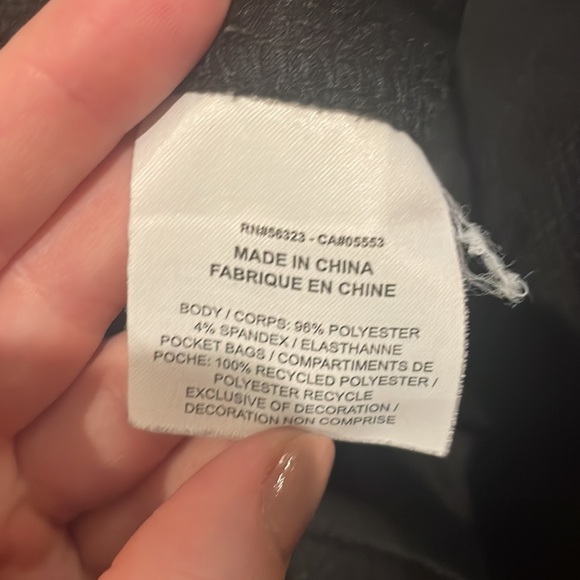 RN#56323 - CA#05553
MADE IN CHINA
FABRIQUE EN CHINE
BODY / CORPS: 96% POLYESTER
4% SPANDEX / ELASTHANNE
POCKET BAGS / COMPARTIMENTS DE
POCHE: 100% RECYCLED POLYESTER /
POLYESTER RECYCLE
EXCLUSIVE OF DECORATION /
DECORATION NON COMPRISE